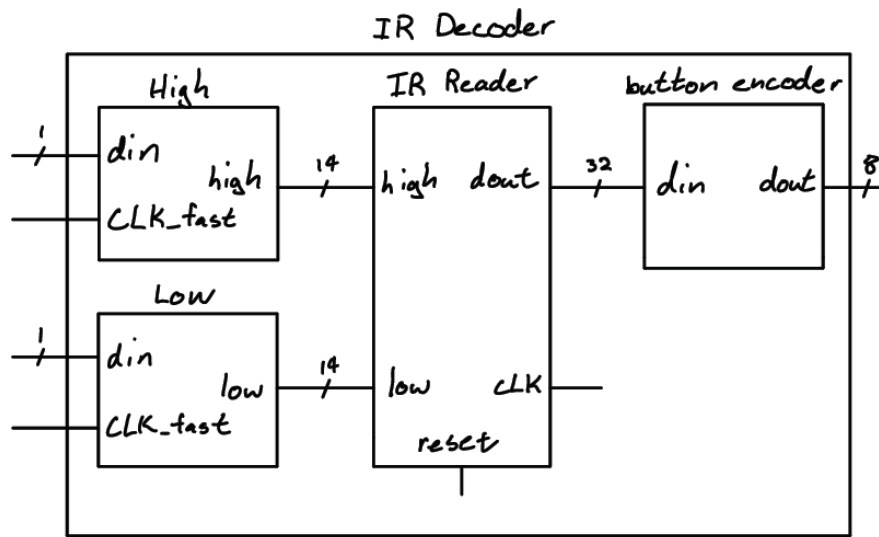 IR Decoder
High
IR Reader
button encoder
1
din
high
CLK_fast
14
high
dout
32
din
dout
8
Low
1
din
low
CLK_fast
14
low
CLK
reset